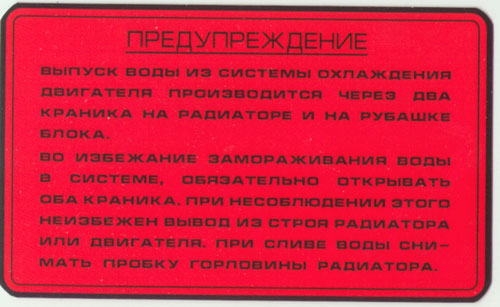 ПРЕДУПРЕЖДЕНИЕ
ВЫПУСК ВОДЫ ИЗ СИСТЕМЫ ОХЛАЖДЕНИЯ
ДВИГАТЕЛЯ ПРОИЗВОДИТСЯ ЧЕРЕЗ ДВА
КРАНИКА НА РАДИАТОРЕ И НА РУБАШКЕ
БЛОКА.
ВО ИЗБЕЖАНИЕ ЗАМОРАЖИВАНИЯ ВОДЫ
В СИСТЕМЕ, ОБЯЗАТЕЛЬНО ОТКРЫВАТЬ
ОБА КРАНИКА. ПРИ НЕСОБЛЮДЕНИИ ЭТОГО
НЕИЗБЕЖЕН ВЫВОД ИЗ СТРОЯ РАДИАТОРА
ИЛИ ДВИГАТЕЛЯ. ПРИ СЛИВЕ ВОДЫ СНИ-
МАТЬ ПРОБКУ ГОРЛОВИНЫ РАДИАТОРА.